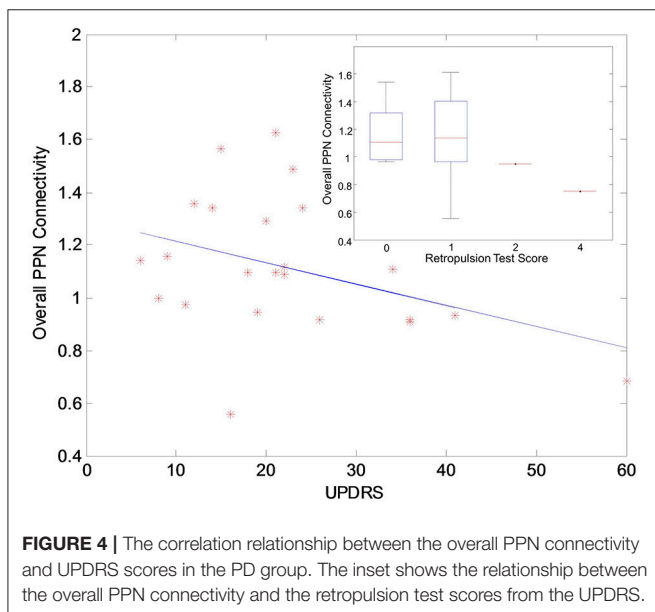 2
1.8
1.6
1.4
1.2
1
0.8
0.6
0.4
Overall PPN Connectivity
0 10 20 30 40 50 60
UPDRS
1.6
1.4
1.2
1
0.8
0.6
0.4
Overall PPN Connectivity
0 1 2 4
Retropulsion Test Score
FIGURE 4 | The correlation relationship between the overall PPN connectivity
and UPDRS scores in the PD group. The inset shows the relationship between
the overall PPN connectivity and the retropulsion test scores from the UPDRS.